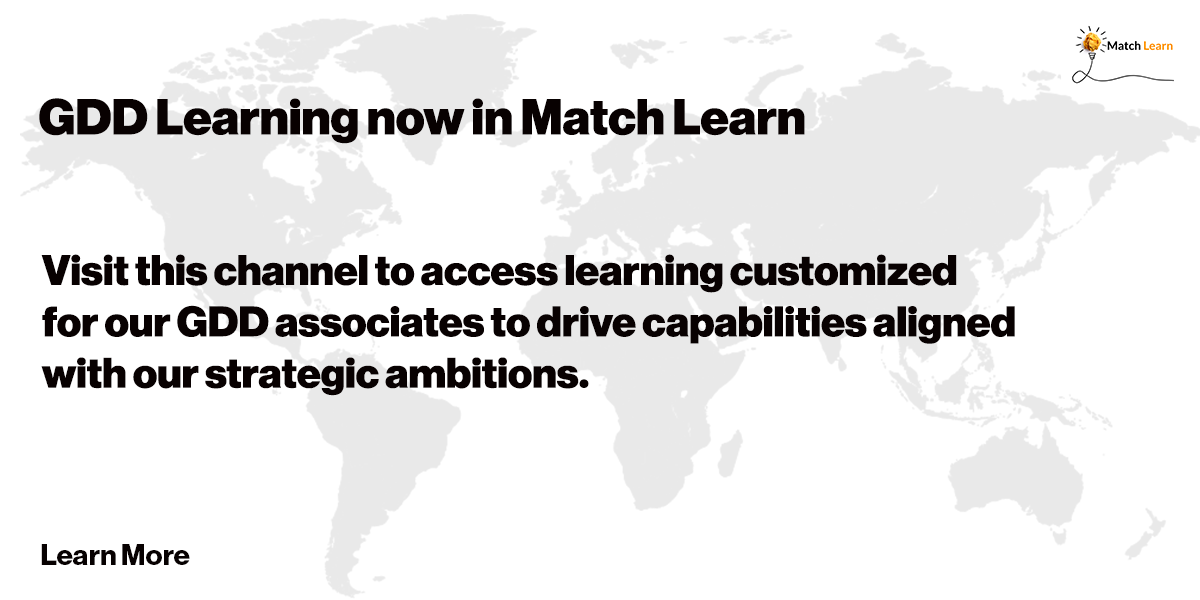 Match Learn
GDD Learning now in Match Learn
Visit this channel to access learning customized
for our GDD associates to drive capabilities aligned
with our strategic ambitions.
Learn More